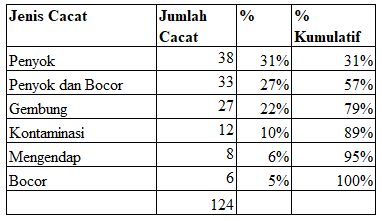 Jenis Cacat Jumlah Cacat % % Kumulatif
Penyok 38 31% 31%
Penyok dan Bocor 33 27% 57%
Gembung 27 22% 79%
Kontaminasi 12 10% 89%
Mengendap 8 6% 95%
Bocor 6 5% 100%
124